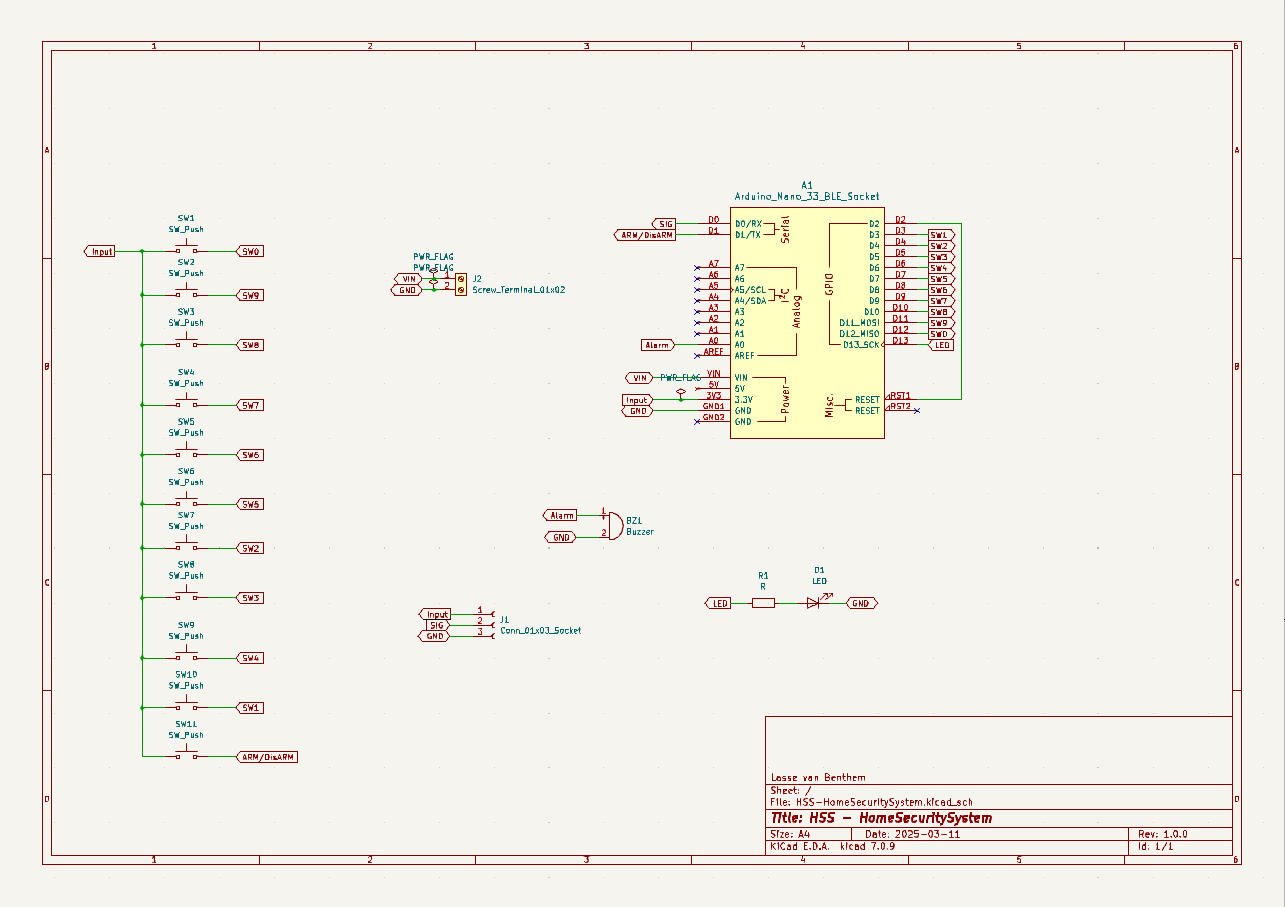 1 2 3 4 5 6
A
B
C
D
Input
SW1
SW_Push
SW0
SW2
SW_Push
SW9
SW3
SW_Push
SW8
SW4
SW_Push
SW7
SW5
SW_Push
SW6
SW6
SW_Push
SW5
SW7
SW_Push
SW2
SW8
SW_Push
SW3
SW9
SW_Push
SW4
SW10
SW_Push
SW1
SW11
SW_Push
ARM/DisARM
PWR_FLAG
PWR_FLAG
VIN 1 J2
GND 2 Screw_Terminal_01x02
A1
Arduino_Nano_33_BLE_Socket
SIG D0 D0/RX
ARM/DisARM D1 D1/TX
Serial
A7 A7
A6 A6
A5 A5/SCL
A4 A4/SDA
A3 A3
A2 A2
A1 A1
Alarm A0 A0
AREF AREF
I²C
Analog
VIN PWR_FLAG VIN VIN
5V 5V
Input 3V3 3.3V
GND GND1 GND
GND2 GND
Power
GPIO
D2 D2
D3 D3 SW1
D4 D4 SW2
D5 D5 SW3
D6 D6 SW4
D7 D7 SW5
D8 D8 SW6
D9 D9 SW7
D10 D10 SW8
D11_MOSI D11 SW9
D12_MISO D12 SW0
D13_SCK D13 LED
Misc.
RESET RST1
RESET RST2
Alarm 1 BZ1
+
GND 2 Buzzer
-
Input 1
SIG 2 J1
GND 3 Conn_01x03_Socket
R1
R
D1
LED
LED
GND
Lasse van Benthem
Sheet: /
File: HSS-HomeSecuritySystem.kicad_sch
Title: HSS - HomeSecuritySystem
Size: A4 Date: 2025-03-11 Rev: 1.0.0
KiCad E.D.A. kicad 7.0.9 Id: 1/1
A
B
C
D
1 2 3 4 5 6